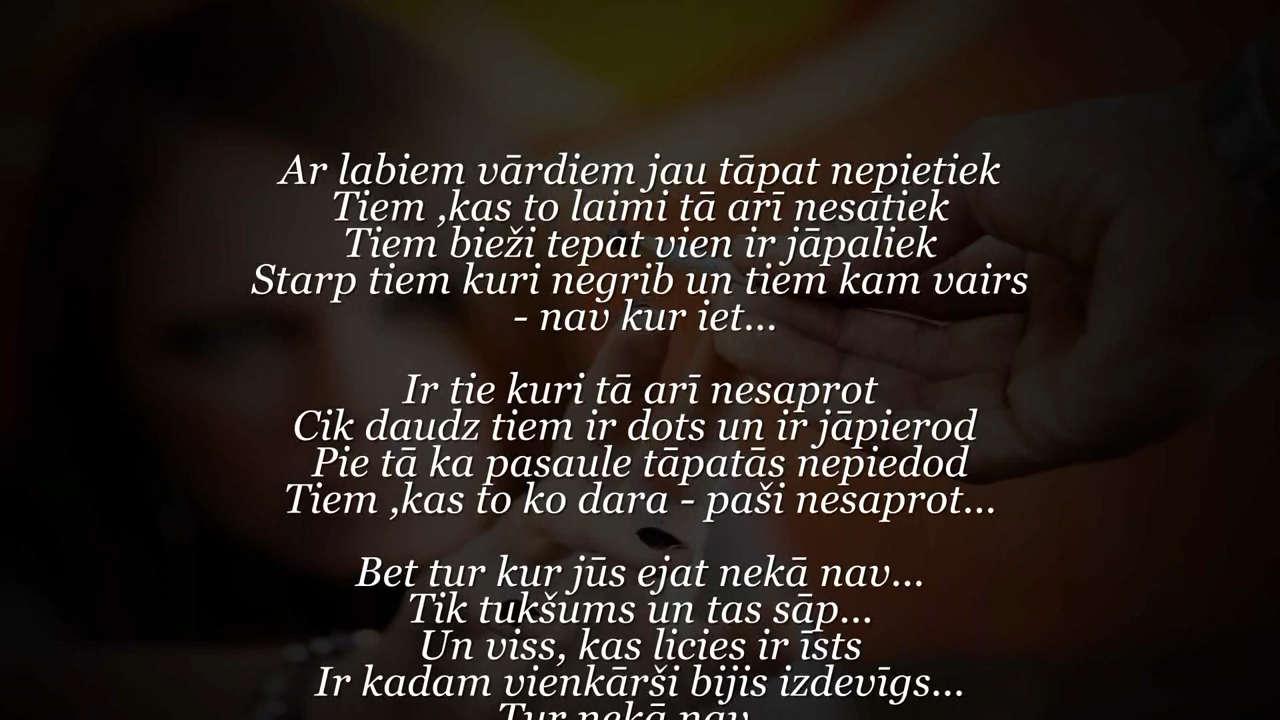 Ar labiem vārdiem jau tāpat nepietiek
Tiem ,kas to laimi tā arī nesatiek
Tiem bieži tepat vien ir jāpaliek
Starp tiem kuri negrib un tiem kam vairs
- nav kur iet...
Ir tie kuri tā arī nesaprot
Cik daudz tiem ir dots un ir jāpierod
Pie tā ka pasaule tāpatās nepiedod
Tiem ,kas to ko dara - paši nesaprot...
Bet tur kur jūs ejat nekā nav...
Tik tukšums un tas sāp...
Un viss, kas licies ir īsts
Ir kadam vienkārši bijis izdevīgs...
Tur nekā nav...